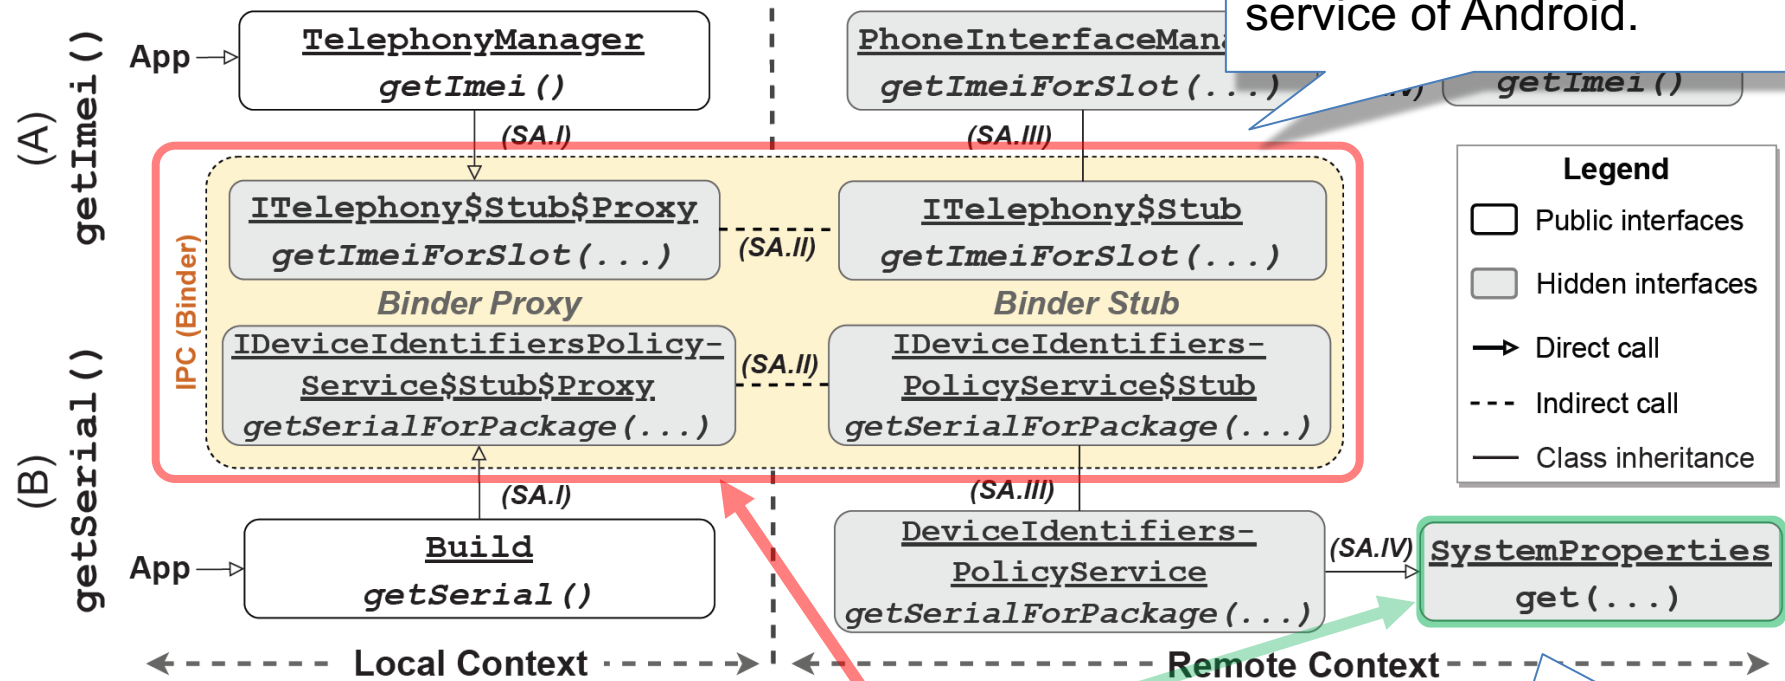 service of Android.
(A)
getImei()
App
TelephonyManager
getImei()
PhoneInterfaceMana
getImeiForSlot(...)
getImei()
(SA.I)
(SA.III)
IPC (Binder)
ITelephony$Stub$Proxy
getImeiForSlot(...)
(SA.II)
ITelephony$Stub
getImeiForSlot(...)
Binder Proxy
Binder Stub
IDeviceIdentifiersPolicy-
Service$Stub$Proxy
getSerialForPackage(...)
(SA.II)
IDeviceIdentifiers-
PolicyService$Stub
getSerialForPackage(...)
Legend
Public interfaces
Hidden interfaces
Direct call
Indirect call
Class inheritance
(B)
getSerial()
(SA.I)
(SA.III)
App
Build
getSerial()
DeviceIdentifiers-
PolicyService
getSerialForPackage(...)
(SA.IV)
SystemProperties
get(...)
Local Context
Remote Context